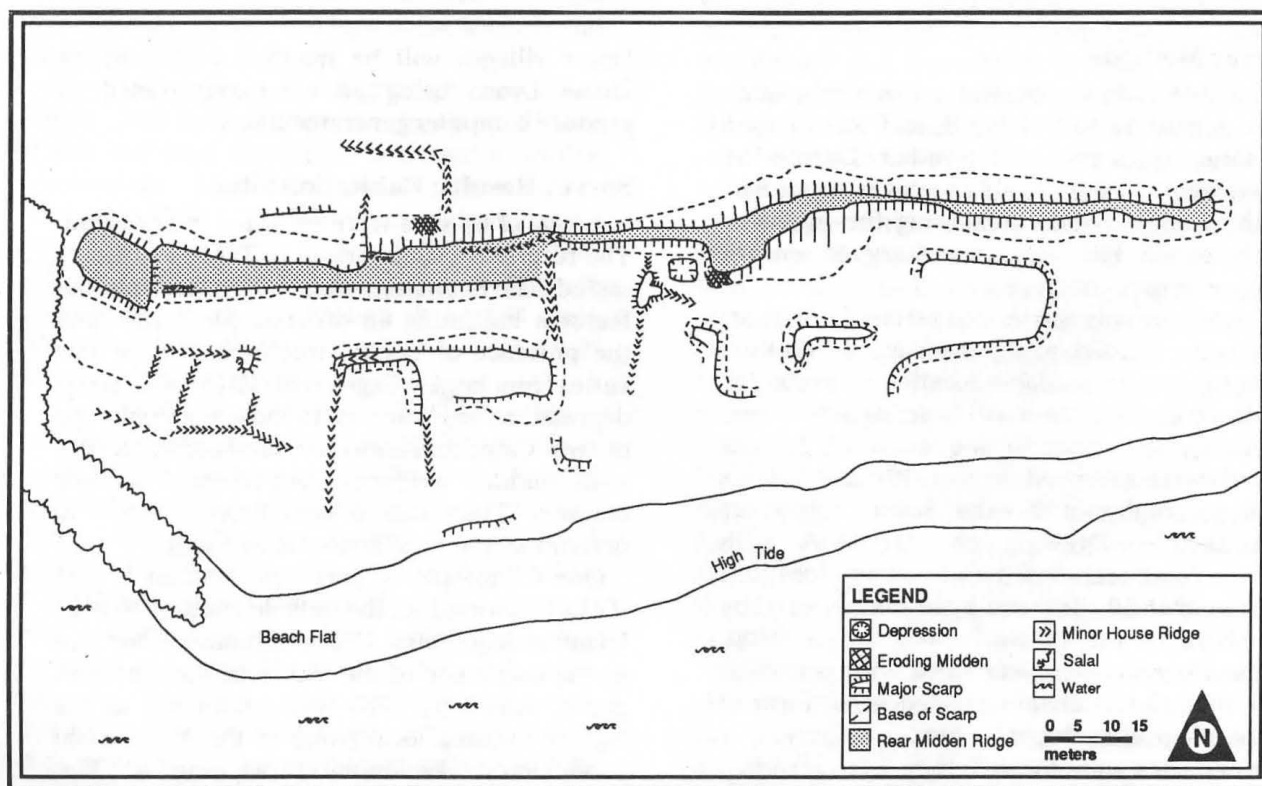 High Tide
Beach Flat
LEGEND
Depression
Eroding Midden
Major Scarp
Base of Scarp
Rear Midden Ridge
Minor House Ridge
Salal
Water
0 5 10 15
meters
N